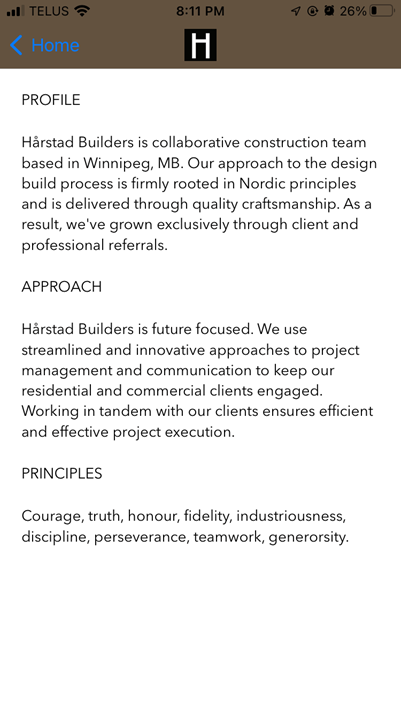 TELUS 8:11 PM 26%
Home H
PROFILE
Hårstad Builders is collaborative construction team
based in Winnipeg, MB. Our approach to the design
build process is firmly rooted in Nordic principles
and is delivered through quality craftsmanship. As a
result, we've grown exclusively through client and
professional referrals.
APPROACH
Hårstad Builders is future focused. We use
streamlined and innovative approaches to project
management and communication to keep our
residential and commercial clients engaged.
Working in tandem with our clients ensures efficient
and effective project execution.
PRINCIPLES
Courage, truth, honour, fidelity, industriousness,
discipline, perseverance, teamwork, generorsity.